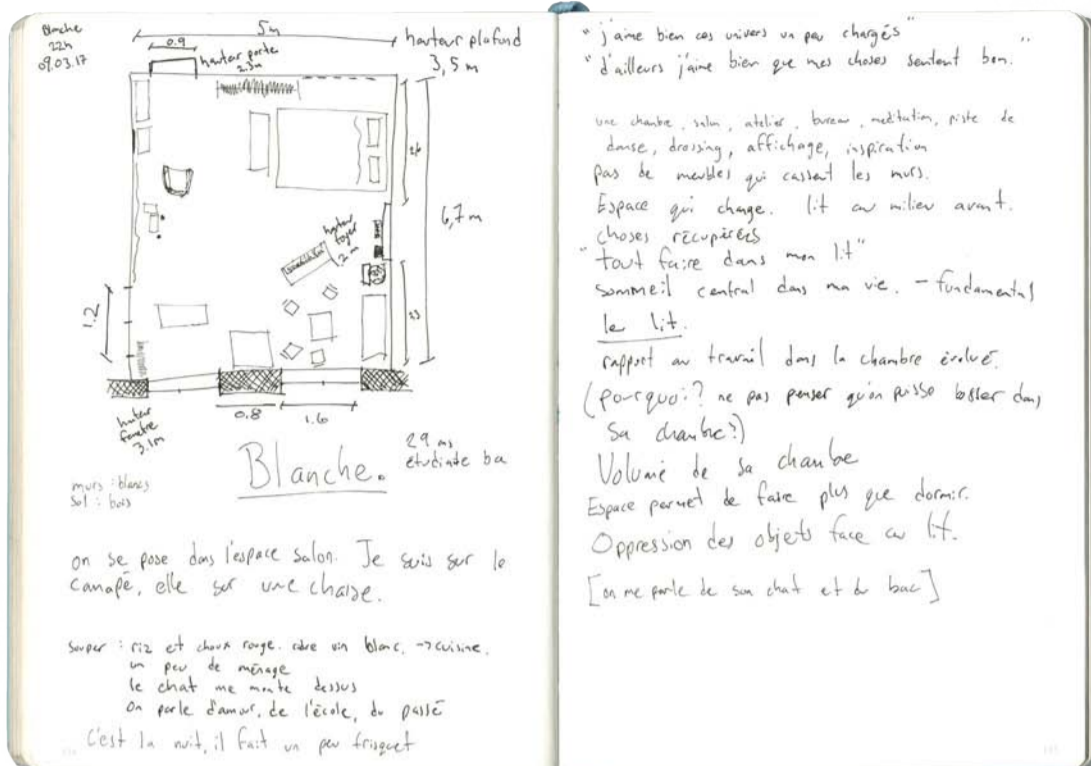 Blanche
22h
09.03.17
5m
0.9
hauteur porte
2.3m
hauteur plafond
3,5 m
2.6
6,7 m
hauteur foyer
1.2 m
1.2
0.8
1.6
hauteur fenêtre
3.1m
murs : blancs
sol : bois
Blanche.
29 ans
étudiante ba
on se pose dans l'espace salon. Je suis sur le
canapé, elle sur une chaise.
souper : riz et choux rouge. vin blanc. → cuisine.
un peu de ménage
le chat me monte dessus
On parle d'amour, de l'école, du passé
C'est la nuit, il fait un peu frisquet
"j'aime bien ces univers un peu chargés"
"d'ailleurs j'aime bien que mes choses sentent bon."
une chambre, salon, atelier, bureau, meditation, piste de
danse, drossing, affichage, inspiration
pas de meubles qui cassent les murs.
Espace qui change. lit au milieu avant.
choses récupérées
"tout faire dans mon lit"
sommeil central dans ma vie. - fundamental
le lit.
rapport au travail dans la chambre évolué.
(pourquoi? ne pas penser qu'on puisse bosser dans
sa chambre?)
Volume de sa chambe
Espace permet de faire plus que dormir.
Oppression des objets face au lit.
[on me parle de son chat et du bac]